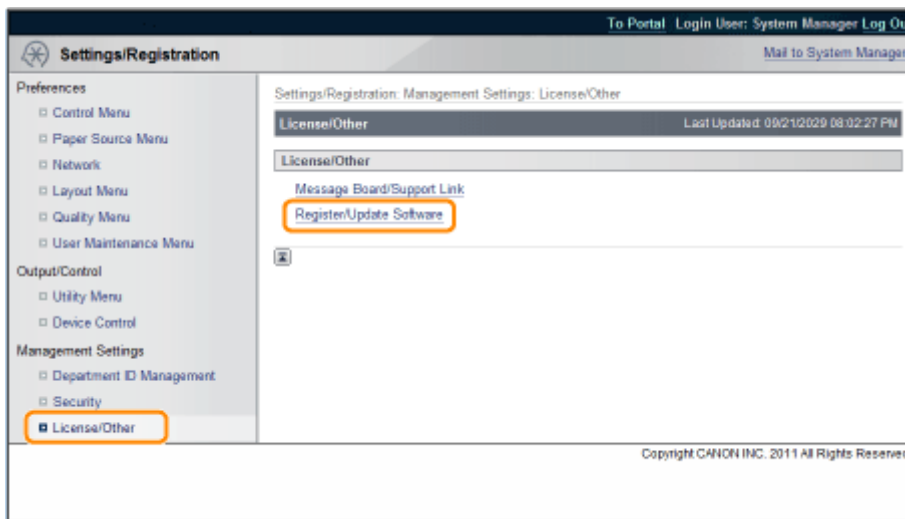 To Portal Login User: System Manager Log Ou
Settings/Registration
Mail to System Manager
Preferences
Control Menu
Paper Source Menu
Network
Layout Menu
Quality Menu
User Maintenance Menu
Output/Control
Utility Menu
Device Control
Management Settings
Department ID Management
Security
License/Other
Settings/Registration: Management Settings: License/Other
License/Other Last Updated: 09/21/2029 08:02:27 PM
License/Other
Message Board/Support Link
Register/Update Software
Copyright CANON INC. 2011 All Rights Reserved